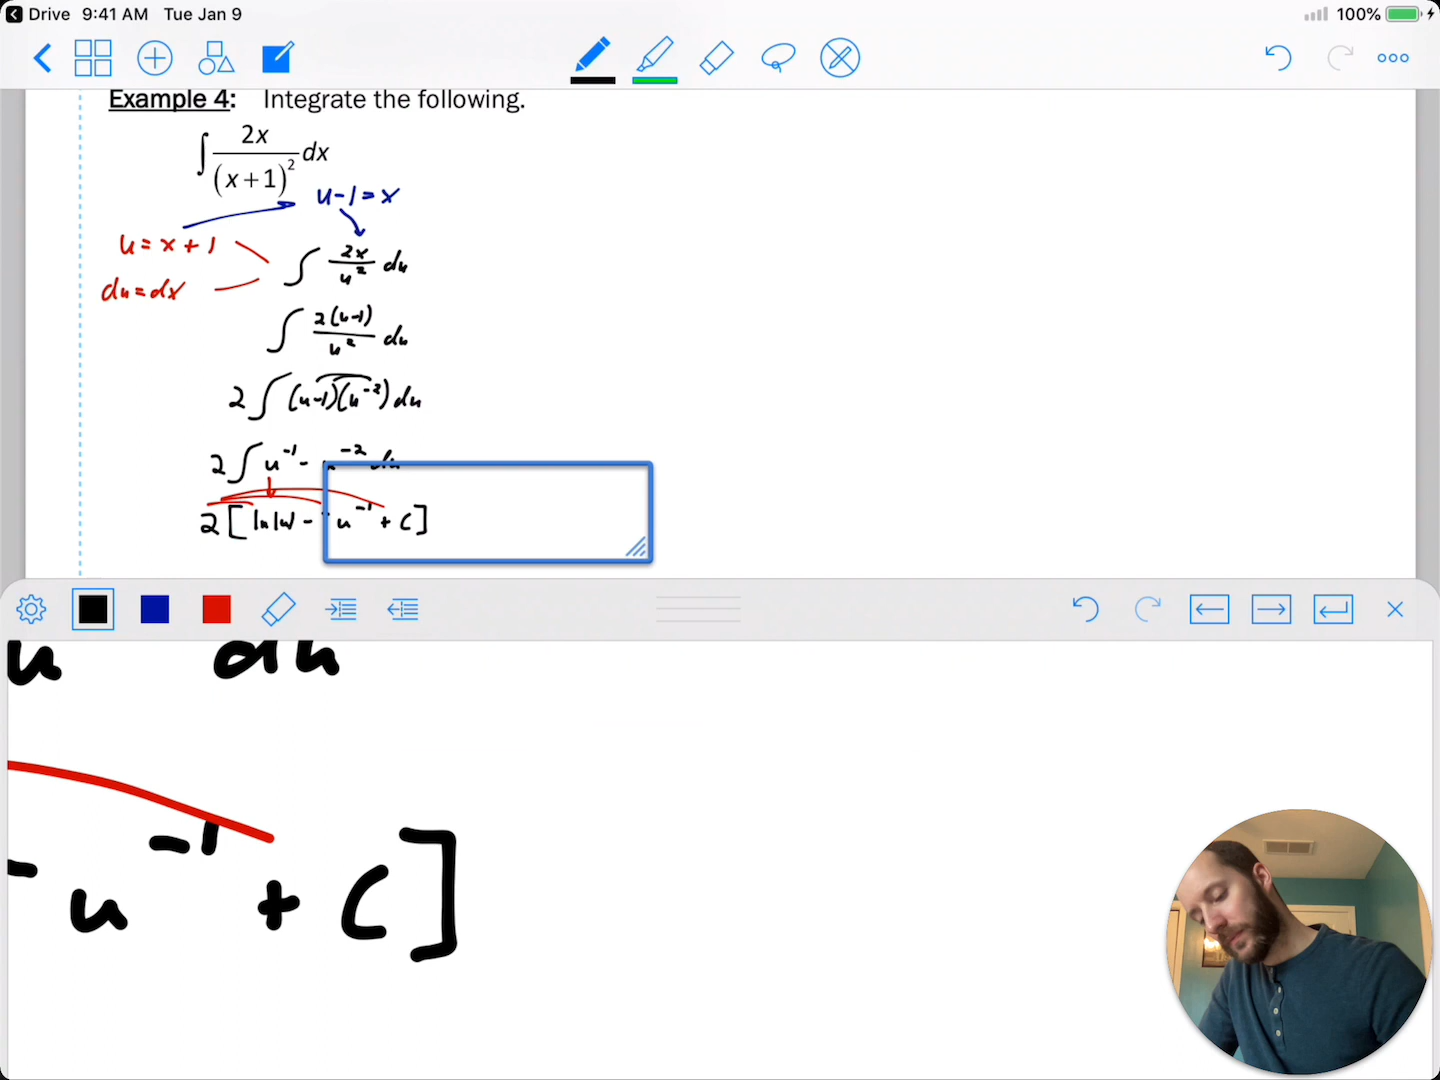 Drive 9:41 AM Tue Jan 9 100%
Example 4: Integrate the following.
∫ 2x/(x+1)² dx
u-1=x
u=x+1
du=dx
∫ 2x/u² du
∫ 2(u-1)/u² du
2∫(u-1)(u⁻²)du
2∫u⁻¹- u⁻² du
2[ln|u| - - u⁻¹ + C]
u du
- u⁻¹ + C]